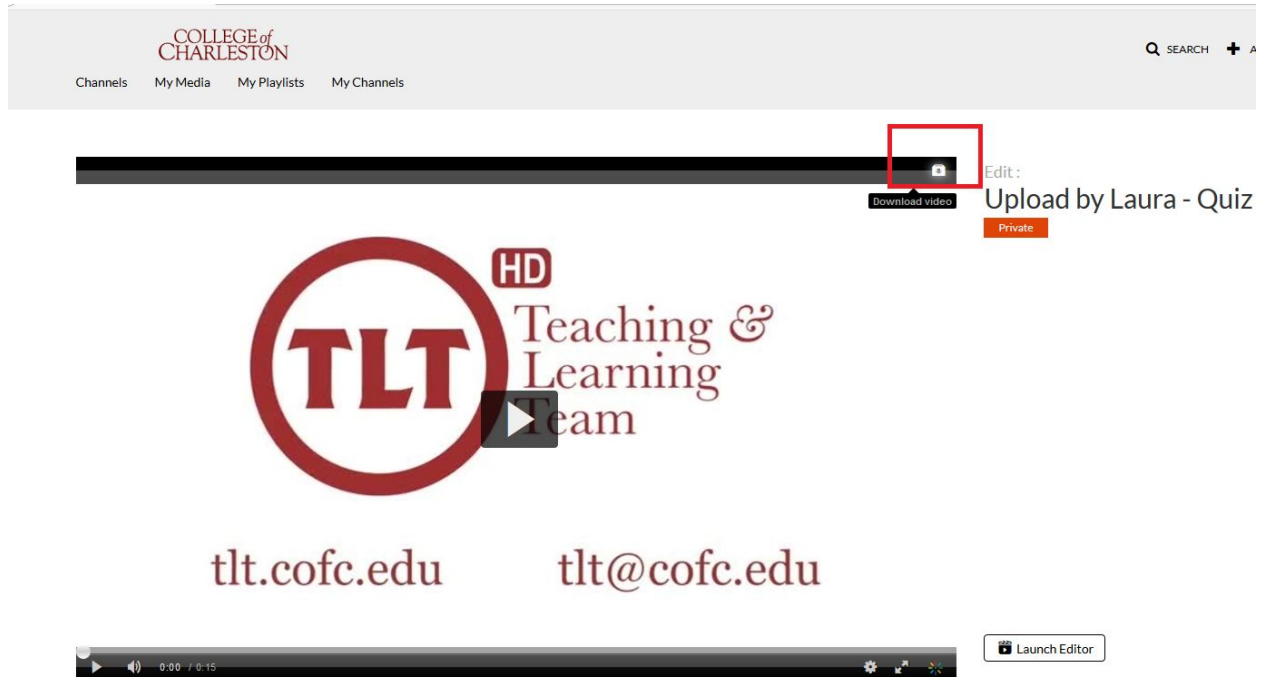 COLLEGE of
CHARLESTON
SEARCH
Channels My Media My Playlists My Channels
Download video
Edit :
Upload by Laura - Quiz
Private
HD
TLT
Teaching &
Learning
Team
tlt.cofc.edu tlt@cofc.edu
0:00 / 0:15
Launch Editor